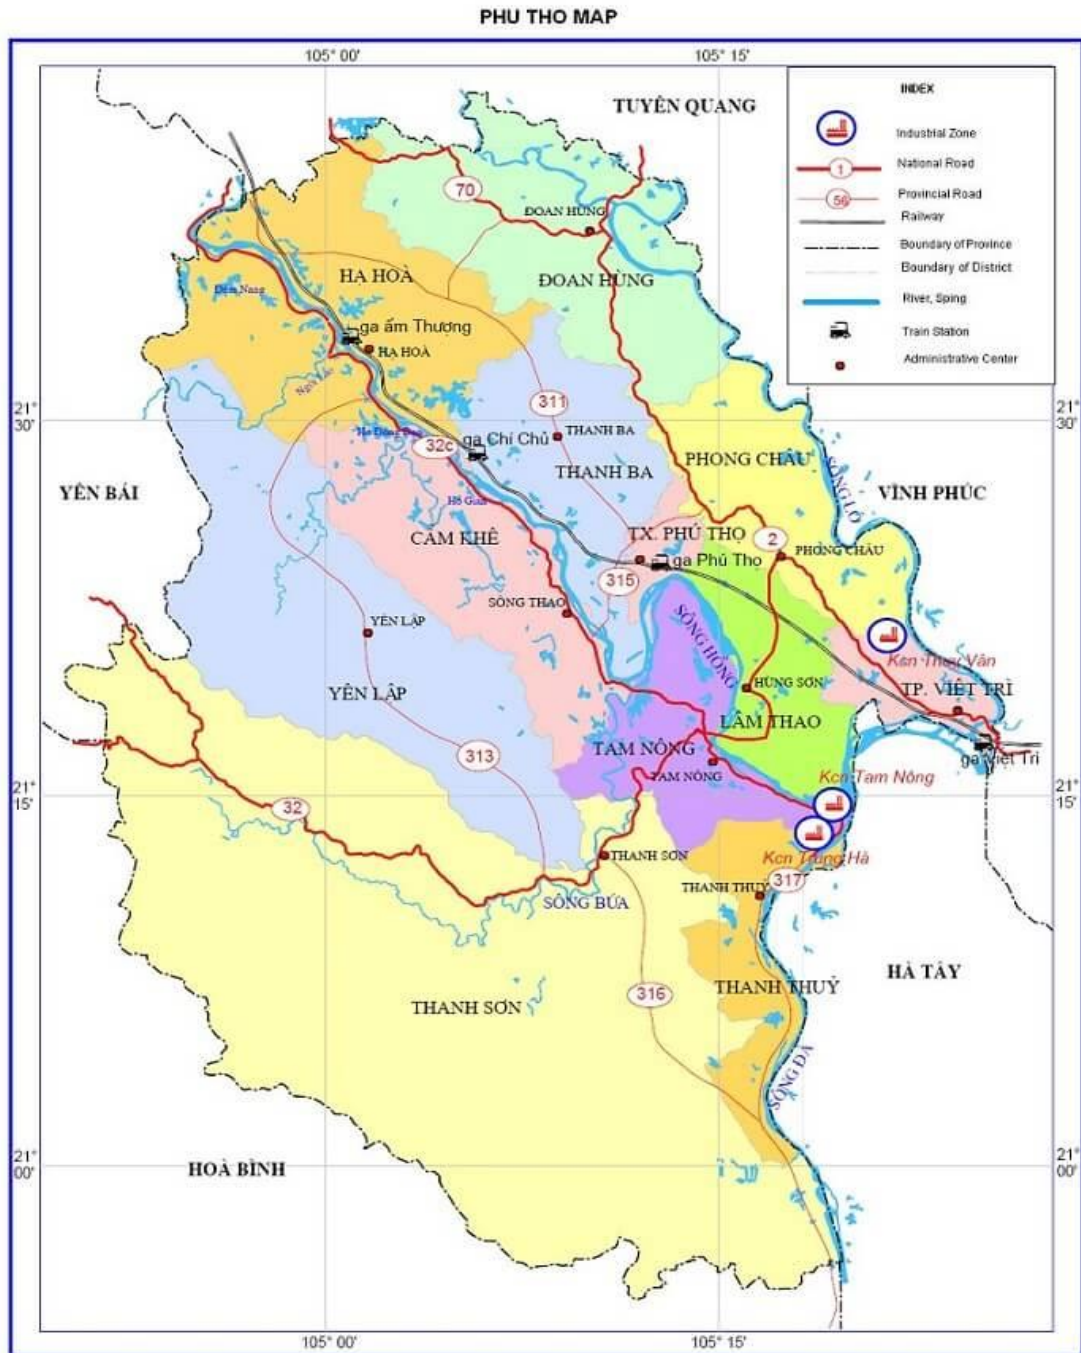 PHU THO MAP
105° 00'
105° 15'
TUYÊN QUANG
INDEX
Industrial Zone
1
National Road
56
Provincial Road
Railway
Boundary of Province
Boundary of District
River, Sping
Train Station
Administrative Center
70
ĐOAN HÙNG
ĐOAN HÙNG
HẠ HOÀ
Đầm
ga ấm Thượng
HẠ HOÀ
21°
30'
21°
30'
311
THANH BA
32c
ga Chí Chủ
THANH BA
PHONG CHÂU
SÔNG LÔ
YÊN BÁI
VĨNH PHÚC
CẨM KHÊ
TX. PHÚ THỌ
2
PHONG CHÂU
ga Phú Thọ
315
SÔNG THAO
SÔNG HỒNG
YÊN LẬP
Kcn Thụy Vân
TP. VIỆT TRÌ
YÊN LẬP
HÙNG SƠN
LÂM THAO
TAM NÔNG
313
TAM NÔNG
ga Việt Trì
Kcn Tam Nông
21°
15'
21°
15'
32
THANH SƠN
Kcn Trung Hà
317
THANH THUỶ
SÔNG BỨA
HÀ TÂY
THANH SƠN
316
THANH THUỶ
SÔNG ĐÀ
21°
00'
21°
00'
HOÀ BÌNH
105° 00'
105° 15'